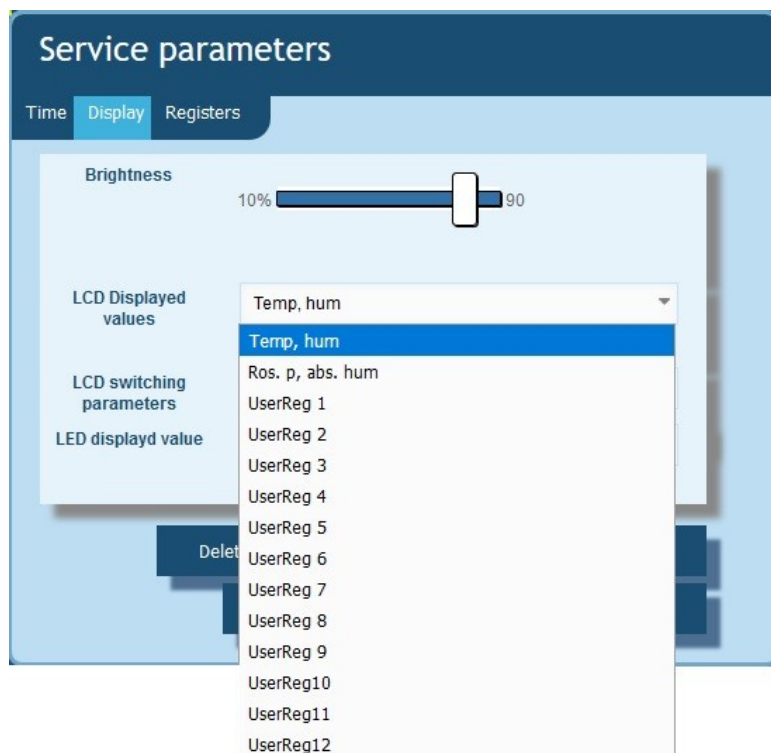 Service parameters
Time Display Registers
Brightness
10% 90
LCD Displayed
values
Temp, hum
Temp, hum
Ros. p, abs. hum
LCD switching
parameters
UserReg 1
LED displayd value
UserReg 2
UserReg 3
UserReg 4
UserReg 5
Delet
UserReg 6
UserReg 7
UserReg 8
UserReg 9
UserReg10
UserReg11
UserReg12